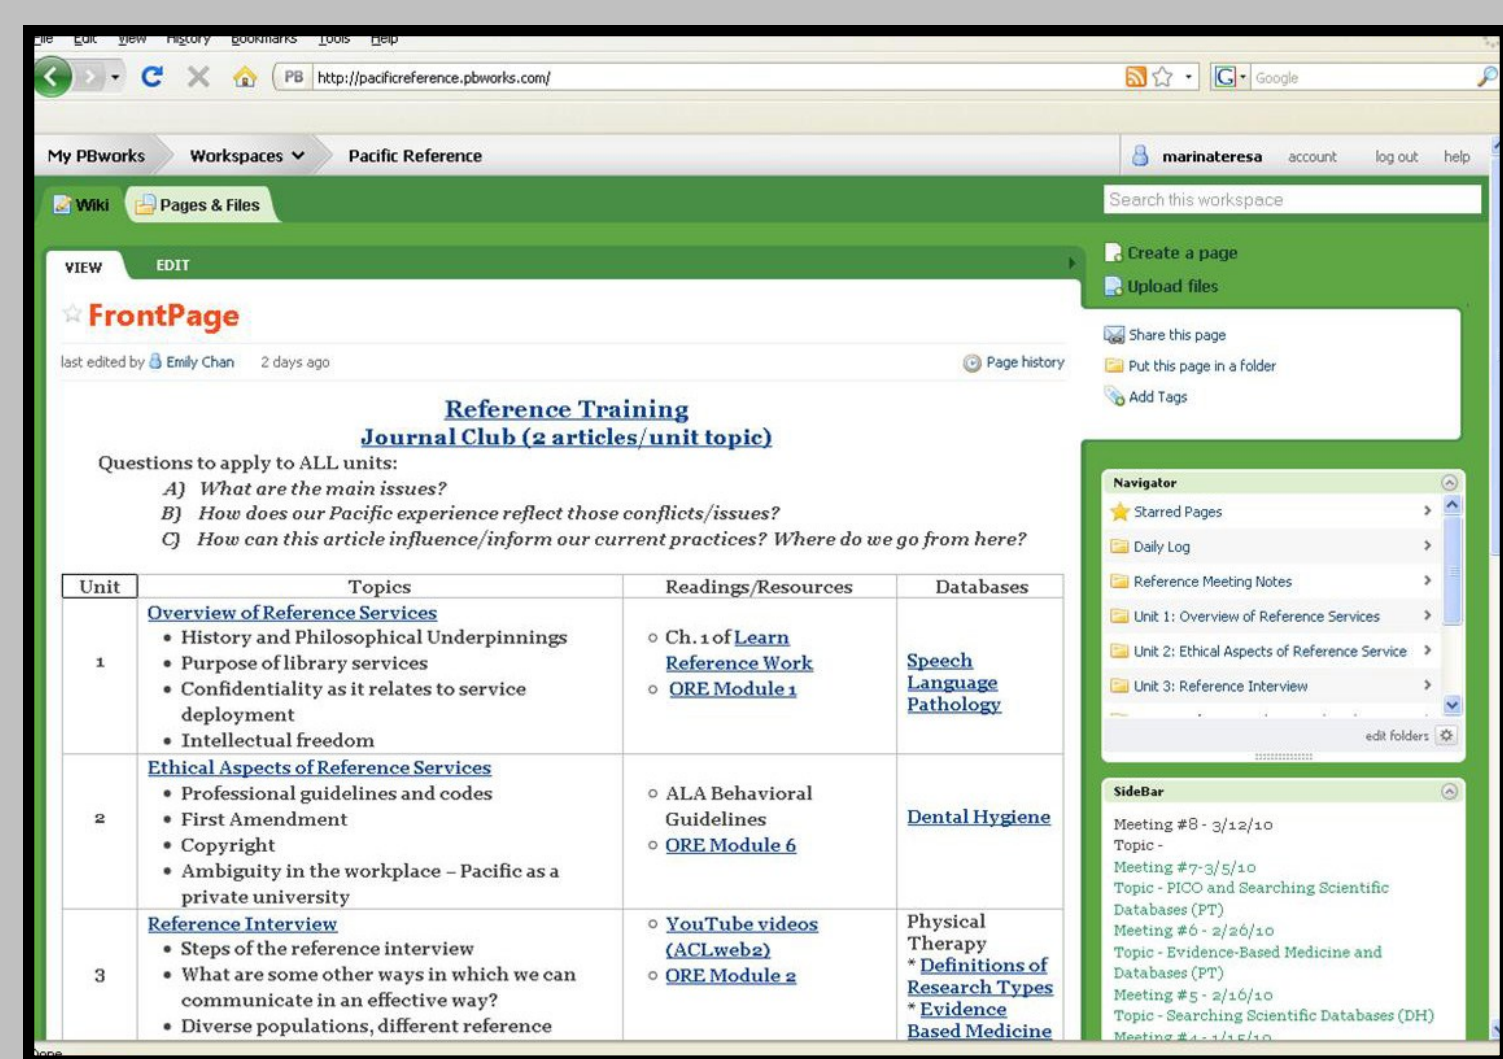 File Edit View History Bookmarks Tools Help
PB http://pacificreference.pbworks.com/
G Google
My PBworks Workspaces Pacific Reference
marinateresa account log out help
Wiki Pages & Files
Search this workspace
VIEW EDIT
FrontPage
last edited by Emily Chan 2 days ago
Page history
Reference Training
Journal Club (2 articles/unit topic)
Questions to apply to ALL units:
A) What are the main issues?
B) How does our Pacific experience reflect those conflicts/issues?
C) How can this article influence/inform our current practices? Where do we go from here?
Unit Topics Readings/Resources Databases
1
Overview of Reference Services
• History and Philosophical Underpinnings
• Purpose of library services
• Confidentiality as it relates to service
deployment
• Intellectual freedom
○ Ch. 1 of Learn
Reference Work
○ ORE Module 1
Speech
Language
Pathology
2
Ethical Aspects of Reference Services
• Professional guidelines and codes
• First Amendment
• Copyright
• Ambiguity in the workplace – Pacific as a
private university
○ ALA Behavioral
Guidelines
○ ORE Module 6
Dental Hygiene
3
Reference Interview
• Steps of the reference interview
• What are some other ways in which we can
communicate in an effective way?
• Diverse populations, different reference
○ YouTube videos
(ACLweb2)
○ ORE Module 2
Physical
Therapy
* Definitions of
Research Types
* Evidence
Based Medicine
Create a page
Upload files
Share this page
Put this page in a folder
Add Tags
Navigator
Starred Pages
Daily Log
Reference Meeting Notes
Unit 1: Overview of Reference Services
Unit 2: Ethical Aspects of Reference Service
Unit 3: Reference Interview
edit folders
SideBar
Meeting #8 - 3/12/10
Topic -
Meeting #7-3/5/10
Topic - PICO and Searching Scientific
Databases (PT)
Meeting #6 - 2/26/10
Topic - Evidence-Based Medicine and
Databases (PT)
Meeting #5 - 2/16/10
Topic - Searching Scientific Databases (DH)
Meeting #4 - 1/15/10
Done